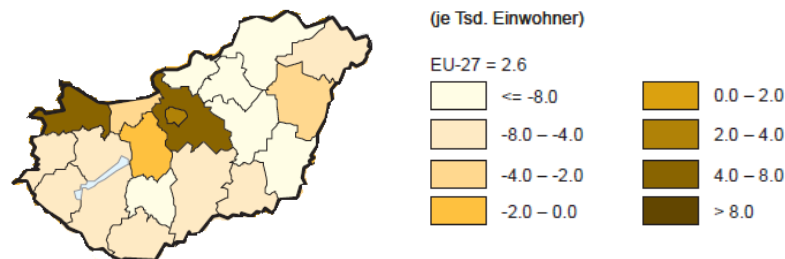 (je Tsd. Einwohner)
EU-27 = 2.6
<= -8.0
-8.0 – -4.0
-4.0 – -2.0
-2.0 – 0.0
0.0 – 2.0
2.0 – 4.0
4.0 – 8.0
> 8.0